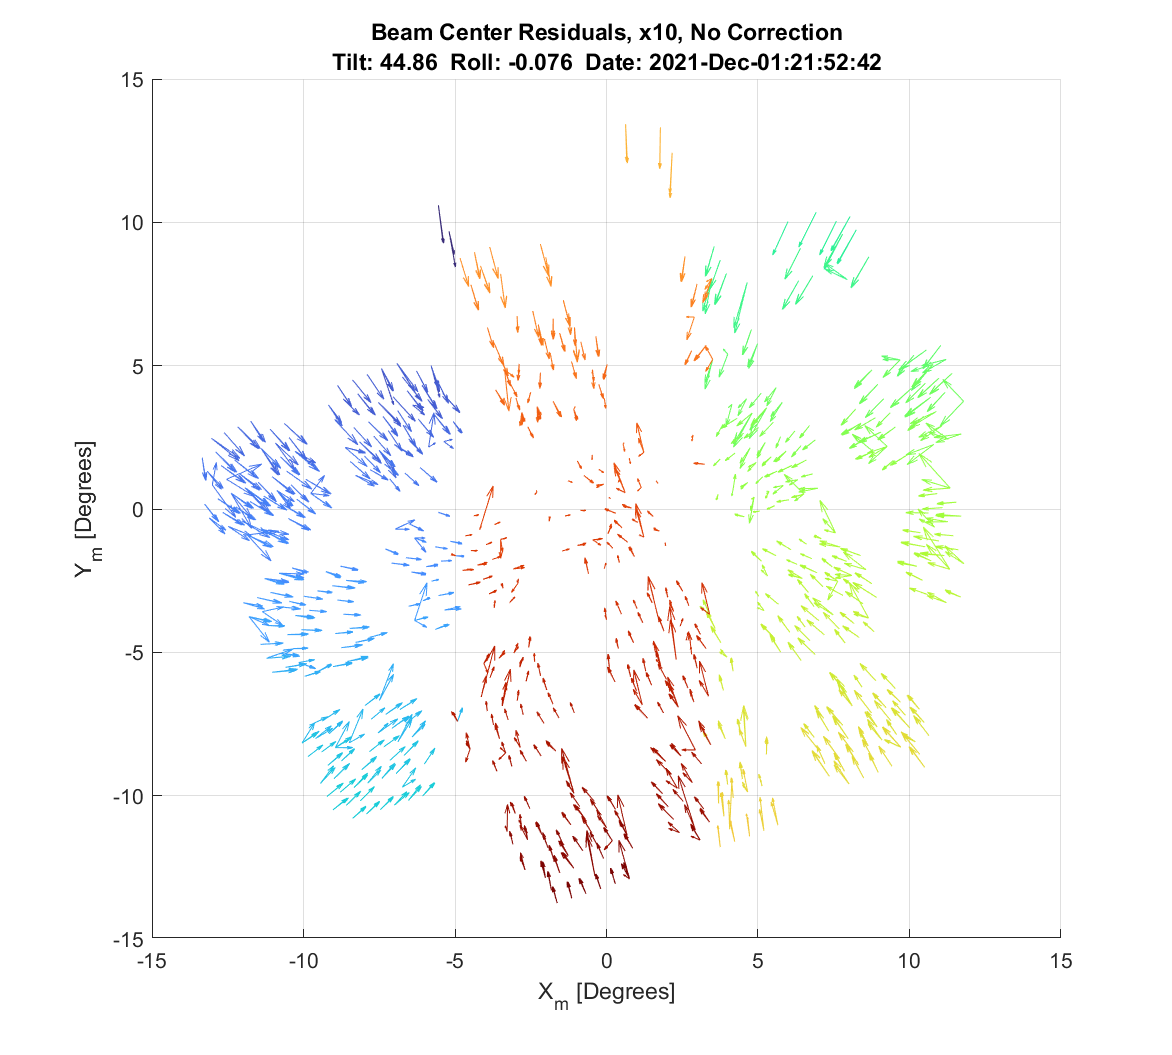 Beam Center Residuals, x10, No Correction
Tilt: 44.86  Roll: -0.076  Date: 2021-Dec-01:21:52:42
15
10
5
0
-5
-10
-15
Y_m [Degrees]
-15 -10 -5 0 5 10 15
X_m [Degrees]